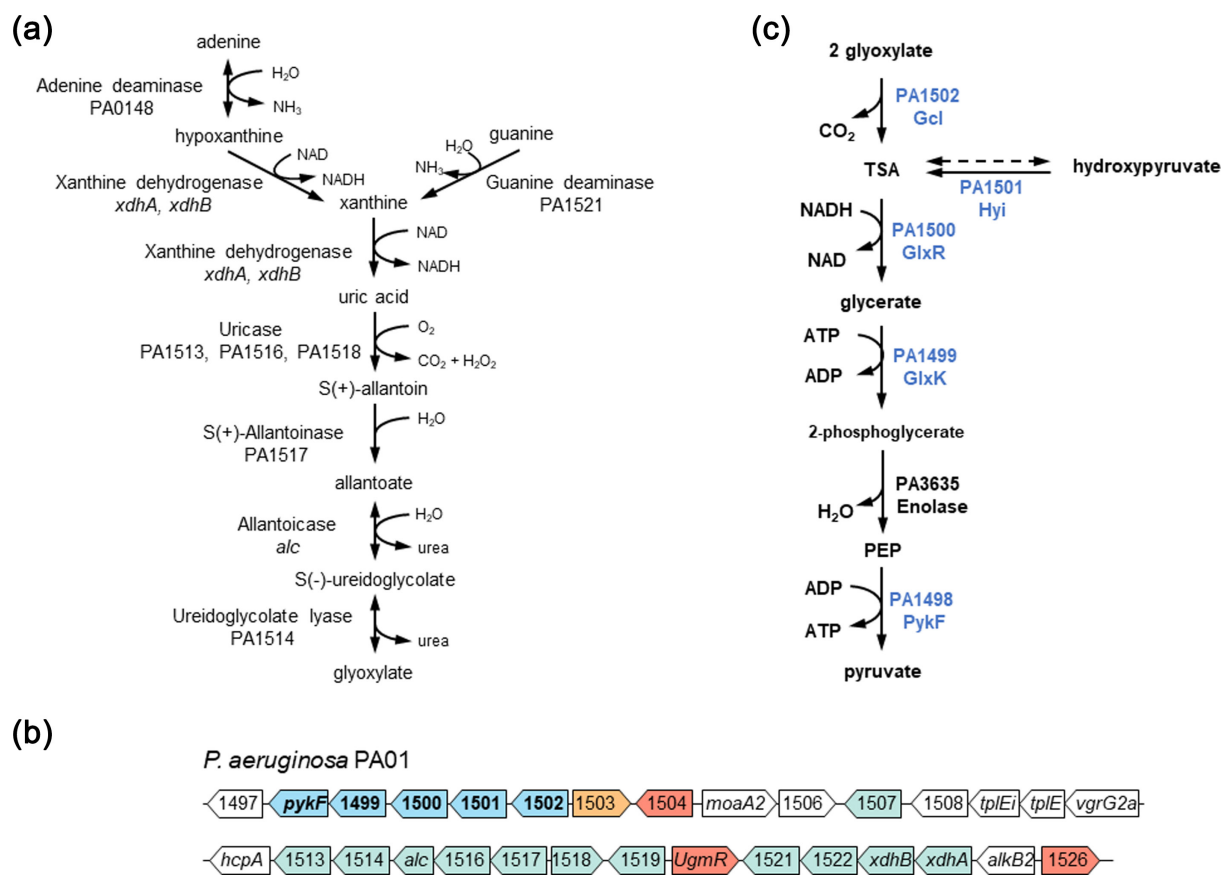 (a)
adenine
Adenine deaminase
PA0148
H₂O
NH₃
hypoxanthine
guanine
NAD
NADH
H₂O
NH₃
Xanthine dehydrogenase
xdhA, xdhB
Guanine deaminase
PA1521
xanthine
Xanthine dehydrogenase
xdhA, xdhB
NAD
NADH
uric acid
Uricase
PA1513, PA1516, PA1518
O₂
CO₂ + H₂O₂
S(+)-allantoin
S(+)-Allantoinase
PA1517
H₂O
allantoate
Allantoicase
alc
H₂O
urea
S(-)-ureidoglycolate
Ureidoglycolate lyase
PA1514
urea
glyoxylate
(c)
2 glyoxylate
PA1502
Gcl
CO₂
TSA
hydroxypyruvate
PA1501
Hyi
NADH
NAD
PA1500
GlxR
glycerate
ATP
ADP
PA1499
GlxK
2-phosphoglycerate
PA3635
Enolase
H₂O
PEP
ADP
ATP
PA1498
PykF
pyruvate
(b)
P. aeruginosa PA01
1497 pykF 1499 1500 1501 1502 1503 1504 moaA2 1506 1507 1508 tplEi tplE vgrG2a
hcpA 1513 1514 alc 1516 1517 1518 1519 UgmR 1521 1522 xdhB xdhA alkB2 1526